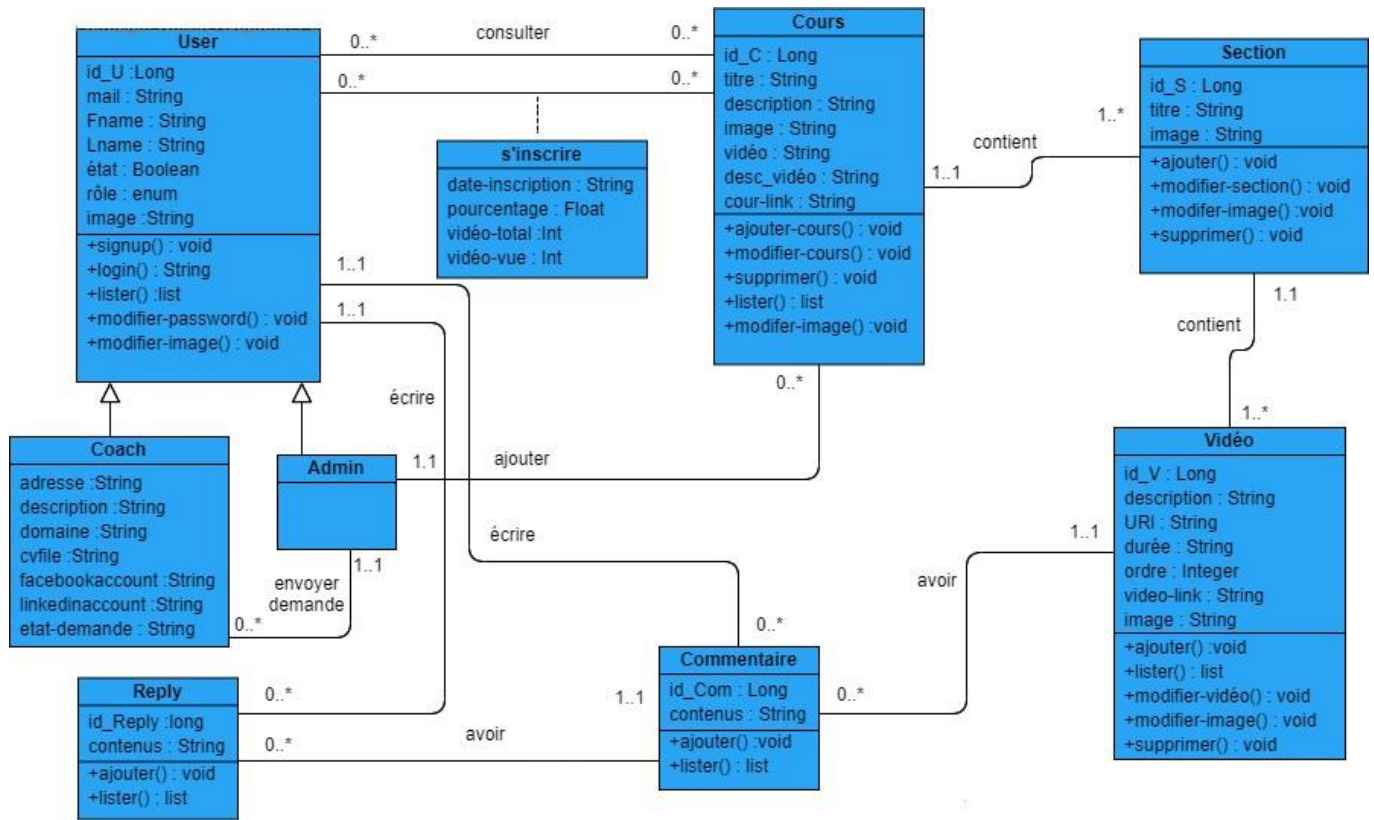 User
id_U :Long
mail : String
Fname : String
Lname : String
état : Boolean
rôle : enum
image :String
+signup() : void
+login() : String
+lister() :list
+modifier-password() : void
+modifier-image() : void
0..*
consulter
0..*
0..*
0..*
s'inscrire
date-inscription : String
pourcentage : Float
vidéo-total :Int
vidéo-vue : Int
Cours
id_C : Long
titre : String
description : String
image : String
vidéo : String
desc_vidéo : String
cour-link : String
+ajouter-cours() : void
+modifier-cours() : void
+supprimer() : void
+lister() : list
+modifer-image() :void
1..*
contient
1..1
Section
id_S : Long
titre : String
image : String
+ajouter() : void
+modifier-section() : void
+modifer-image() :void
+supprimer() : void
1.1
contient
1..*
1..1
1..1
écrire
0..*
Coach
adresse :String
description :String
domaine :String
cvfile :String
facebookaccount :String
linkedinaccount :String
etat-demande : String
Admin
1.1
ajouter
1..1
envoyer
demande
0..*
écrire
0..*
Vidéo
id_V : Long
description : String
URI : String
durée : String
ordre : Integer
video-link : String
image : String
+ajouter() :void
+lister() : list
+modifier-vidéo() : void
+modifier-image() : void
+supprimer() : void
1..1
avoir
0..*
Commentaire
id_Com : Long
contenus : String
+ajouter() :void
+lister() : list
1..1
avoir
0..*
0..*
Reply
id_Reply :long
contenus : String
+ajouter() : void
+lister() : list